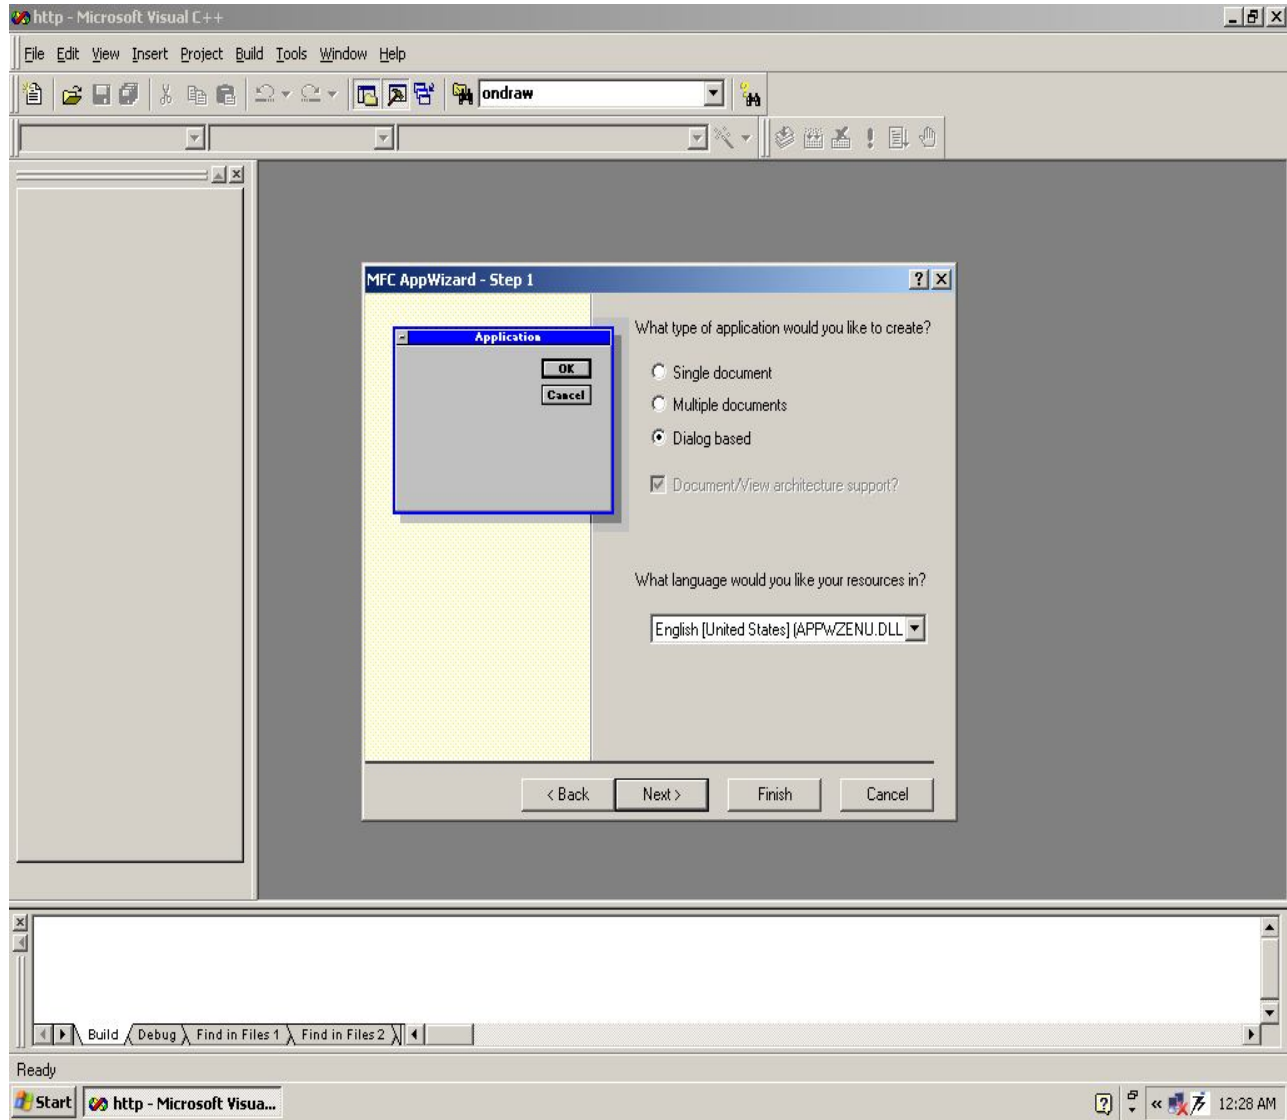 http - Microsoft Visual C++
File Edit View Insert Project Build Tools Window Help
ondraw
MFC AppWizard - Step 1
Application
OK
Cancel
What type of application would you like to create?
Single document
Multiple documents
Dialog based
Document/View architecture support?
What language would you like your resources in?
English [United States] (APPWZENU.DLL
< Back Next > Finish Cancel
Build Debug Find in Files 1 Find in Files 2
Ready
Start http - Microsoft Visua... 12:28 AM